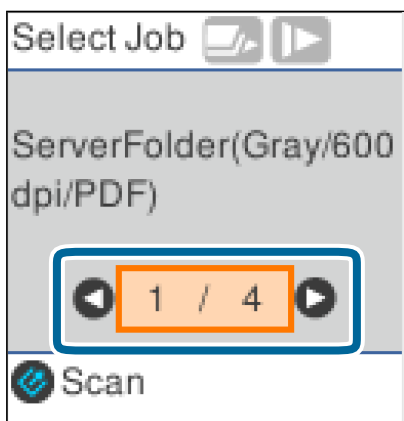 Select Job
ServerFolder(Gray/600
dpi/PDF)
1 / 4
Scan